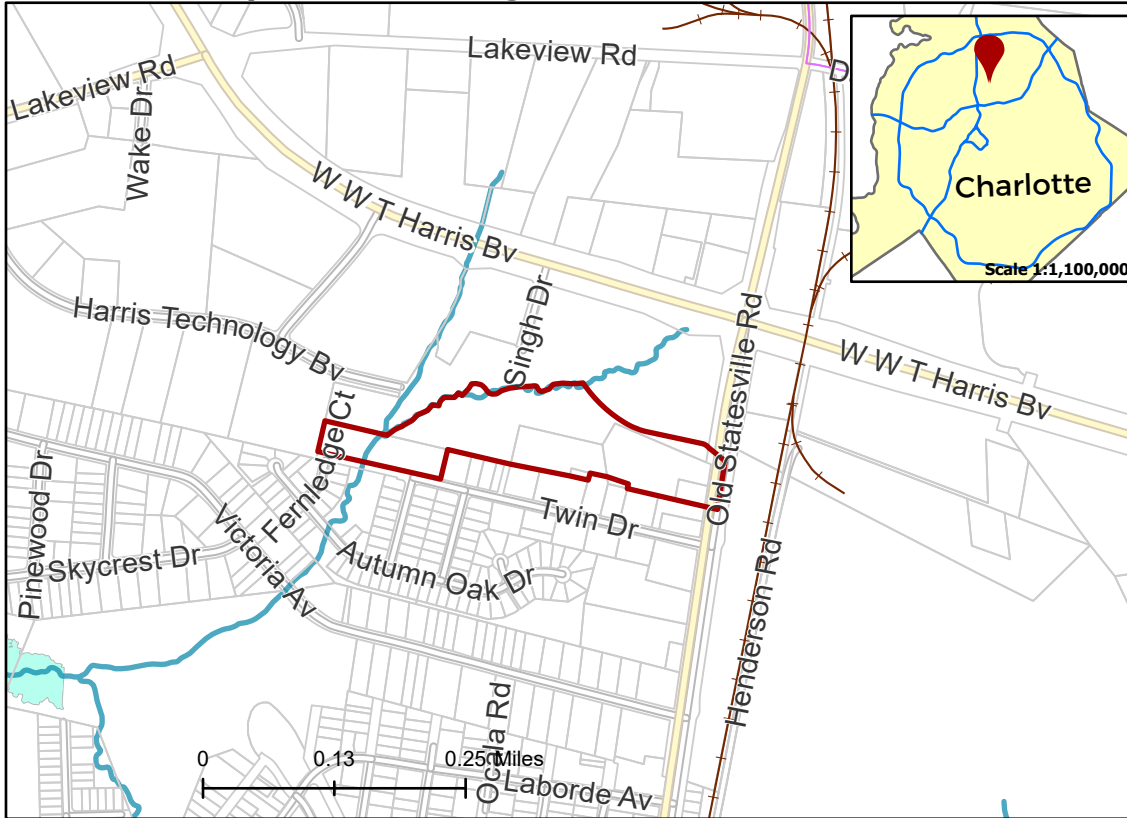 Lakeview Rd
D
Lakeview Rd
Wake Dr
Charlotte
Scale 1:1,100,000
W W T Harris Bv
Singh Dr
Harris Technology Bv
Old Statesville Rd
W W T Harris Bv
Fernledge Ct
Pinewood Dr
Twin Dr
Victoria Av
Skycrest Dr
Autumn Oak Dr
Henderson Rd
Ocala Rd
0
0.13
0.25 Miles
Laborde Av